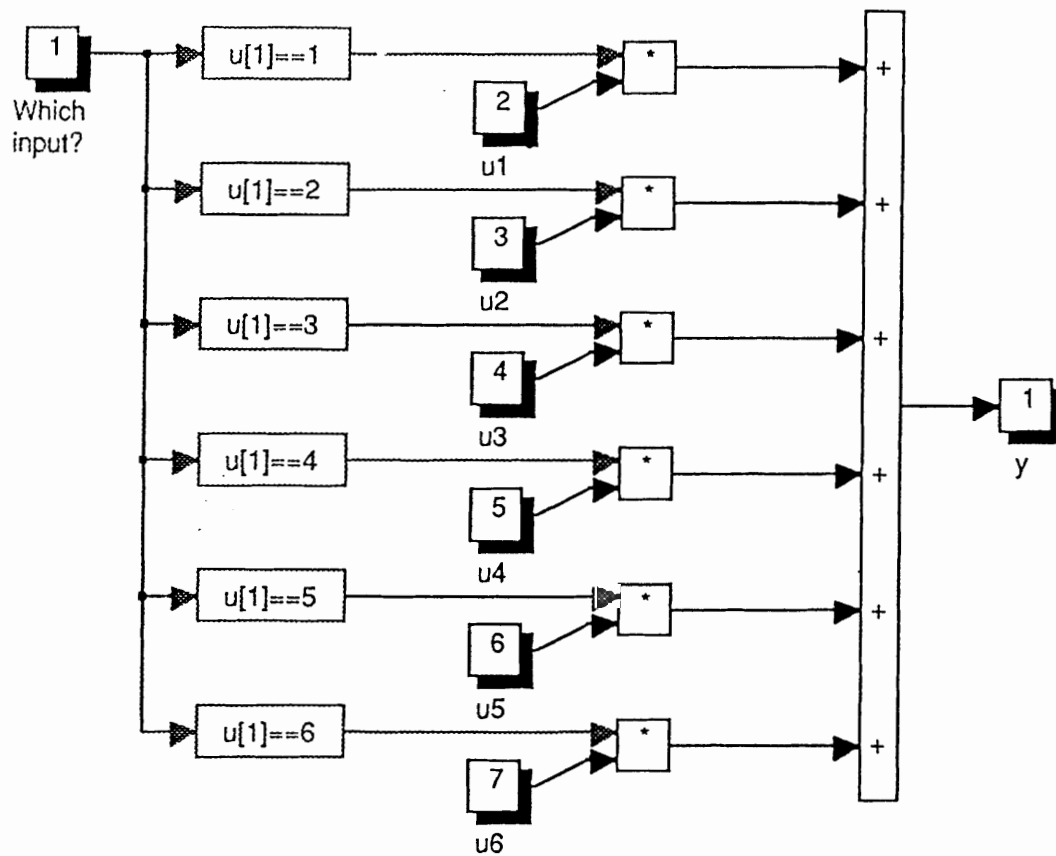 1
Which
input?
u[1]==1
*
+
2
u1
u[1]==2
*
+
3
u2
u[1]==3
*
+
4
u3
1
y
u[1]==4
*
+
5
u4
u[1]==5
*
+
6
u5
u[1]==6
*
+
7
u6